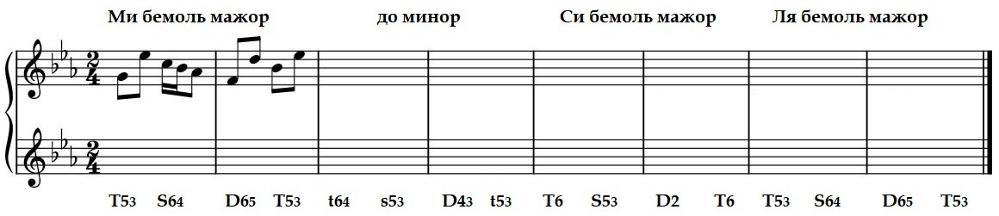 Ми бемоль мажор до минор Си бемоль мажор Ля бемоль мажор
2 4
2 4
T53 S64 D65 T53 t64 s53 D43 t53 T6 S53 D2 T6 T53 S64 D65 T53